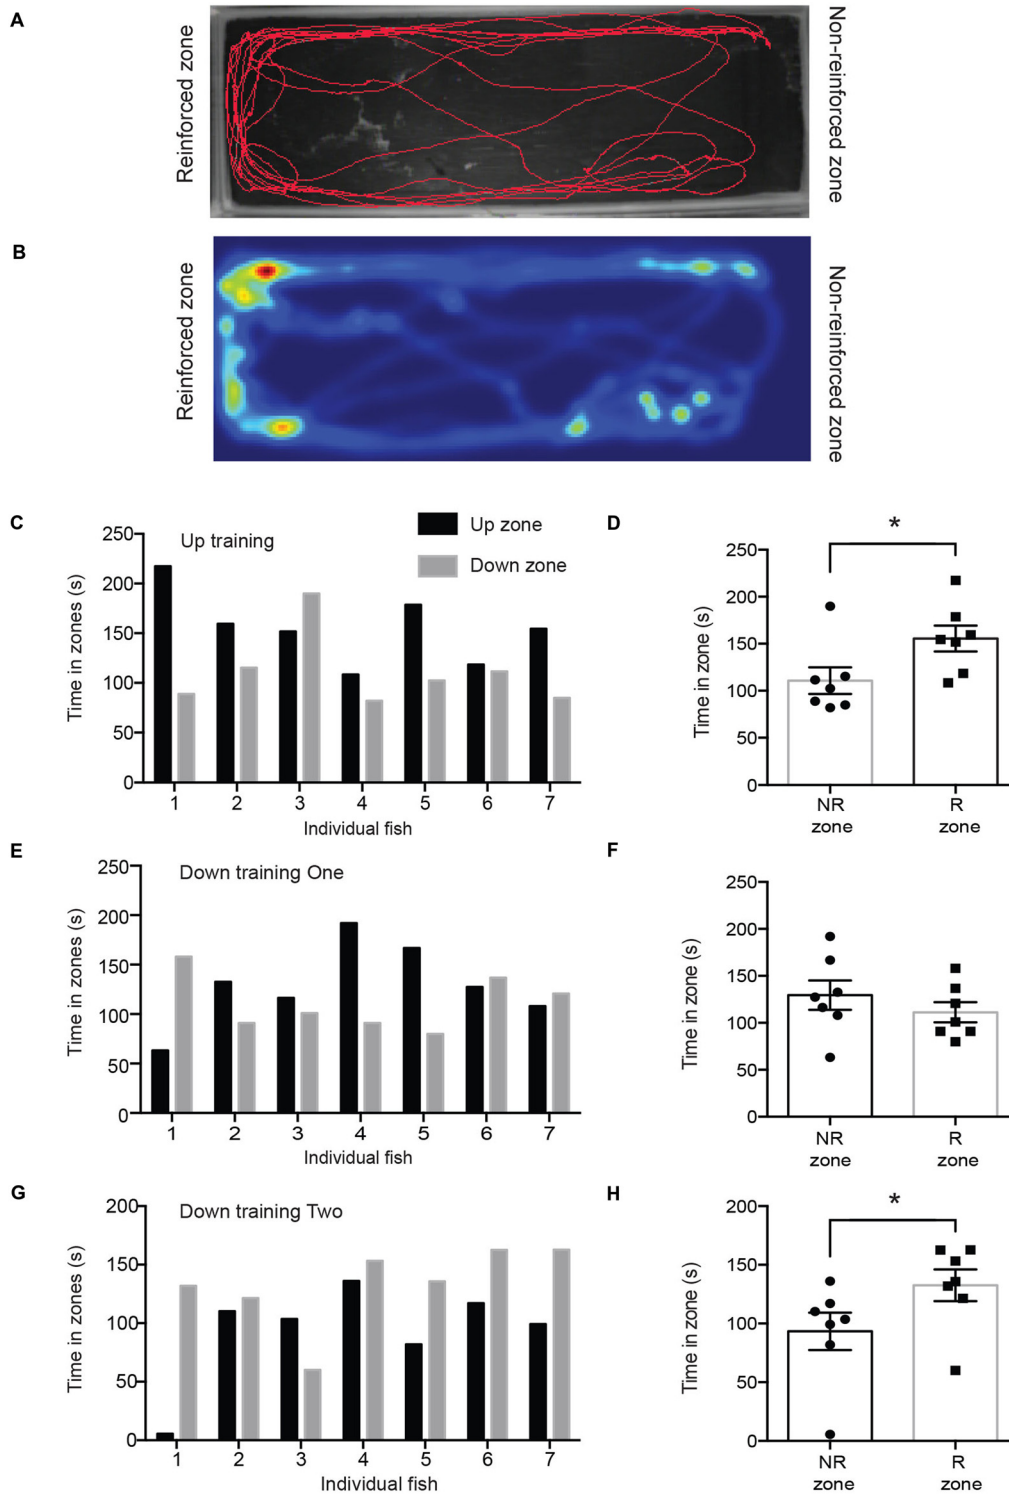 A
Reinforced zone
Non-reinforced zone
B
Reinforced zone
Non-reinforced zone
C
Up training
Up zone
Down zone
Time in zones (s)
250
200
150
100
50
0
1 2 3 4 5 6 7
Individual fish
D
*
Time in zone (s)
250
200
150
100
50
0
NR zone
R zone
E
Down training One
Time in zones (s)
250
200
150
100
50
0
1 2 3 4 5 6 7
Individual fish
F
Time in zone (s)
250
200
150
100
50
0
NR zone
R zone
G
Down training Two
Time in zones (s)
200
150
100
50
0
1 2 3 4 5 6 7
Individual fish
H
*
Time in zone (s)
200
150
100
50
0
NR zone
R zone